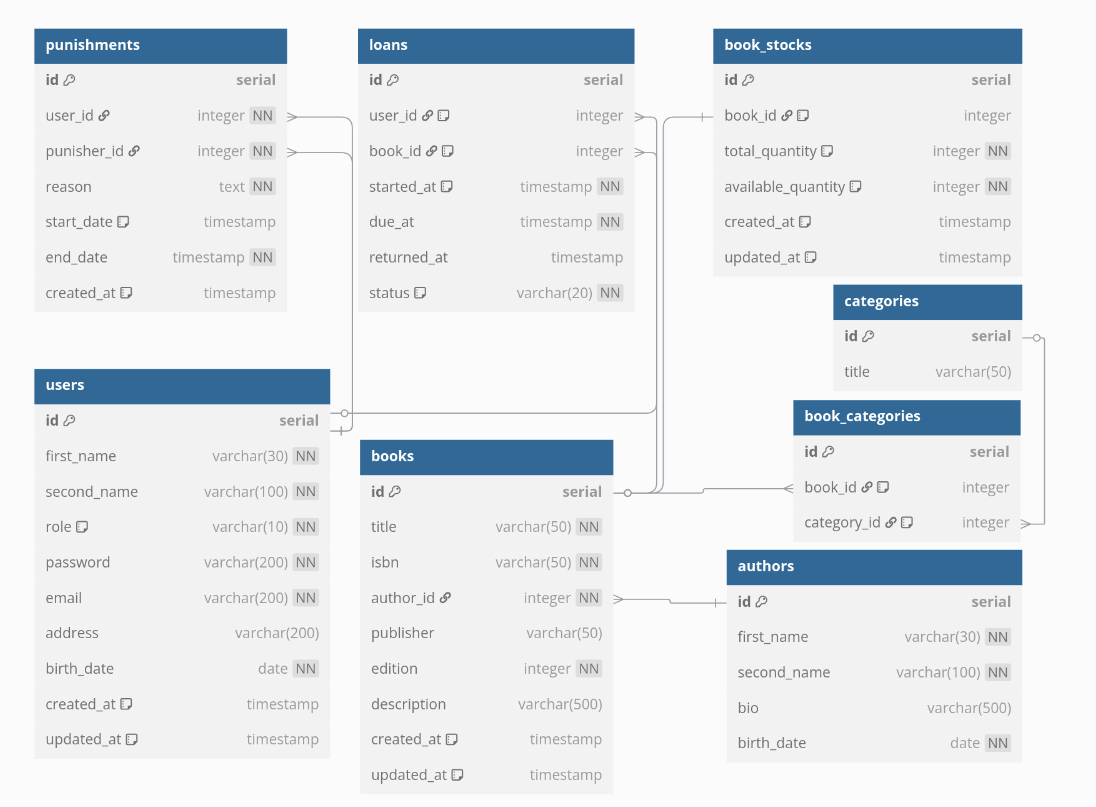 punishments
id serial
user_id integer NN
punisher_id integer NN
reason text NN
start_date timestamp
end_date timestamp NN
created_at timestamp
loans
id serial
user_id integer
book_id integer
started_at timestamp NN
due_at timestamp NN
returned_at timestamp
status varchar(20) NN
book_stocks
id serial
book_id integer
total_quantity integer NN
available_quantity integer NN
created_at timestamp
updated_at timestamp
categories
id serial
title varchar(50)
users
id serial
first_name varchar(30) NN
second_name varchar(100) NN
role varchar(10) NN
password varchar(200) NN
email varchar(200) NN
address varchar(200)
birth_date date NN
created_at timestamp
updated_at timestamp
books
id serial
title varchar(50) NN
isbn varchar(50) NN
author_id integer NN
publisher varchar(50)
edition integer NN
description varchar(500)
created_at timestamp
updated_at timestamp
book_categories
id serial
book_id integer
category_id integer
authors
id serial
first_name varchar(30) NN
second_name varchar(100) NN
bio varchar(500)
birth_date date NN